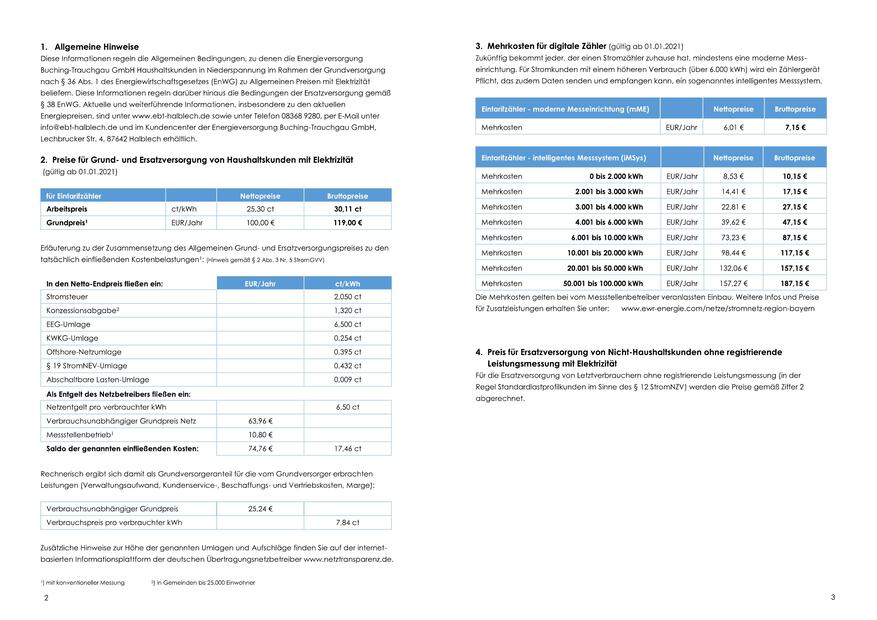 1. Allgemeine Hinweise
Diese Informationen regeln die Allgemeinen Bedingungen, zu denen die Energieversorgung
Buching-Trauchgau GmbH Haushaltskunden in Niederspannung im Rahmen der Grundversorgung
nach § 36 Abs. 1 des Energiewirtschaftsgesetzes (EnWG) zu Allgemeinen Preisen mit Elektrizität
beliefern. Diese Informationen regeln darüber hinaus die Bedingungen der Ersatzversorgung gemäß
§ 38 EnWG. Aktuelle und weiterführende Informationen, insbesondere zu den aktuellen
Energiepreisen, sind unter www.ebt-halblech.de sowie unter Telefon 08368 9280, per E-Mail unter
info@ebt-halblech.de und im Kundencenter der Energieversorgung Buching-Trauchgau GmbH,
Lechbrucker Str. 4, 87642 Halblech erhältlich.
2. Preise für Grund- und Ersatzversorgung von Haushaltskunden mit Elektrizität
(gültig ab 01.01.2021)
für Eintarifzähler Nettopreise Bruttopreise
Arbeitspreis ct/kWh 25,30 ct 30,11 ct
Grundpreis¹ EUR/Jahr 100,00 € 119,00 €
Erläuterung zu der Zusammensetzung des Allgemeinen Grund- und Ersatzversorgungspreises zu den
tatsächlich einfließenden Kostenbelastungen¹: (Hinweis gemäß § 2 Abs. 3 Nr. 5 StromGVV)
In den Netto-Endpreis fließen ein: EUR/Jahr ct/kWh
Stromsteuer 2,050 ct
Konzessionsabgabe² 1,320 ct
EEG-Umlage 6,500 ct
KWKG-Umlage 0,254 ct
Offshore-Netzumlage 0,395 ct
§ 19 StromNEV-Umlage 0,432 ct
Abschaltbare Lasten-Umlage 0,009 ct
Als Entgelt des Netzbetreibers fließen ein:
Netzentgelt pro verbrauchter kWh 6,50 ct
Verbrauchsunabhängiger Grundpreis Netz 63,96 €
Messstellenbetrieb¹ 10,80 €
Saldo der genannten einfließenden Kosten: 74,76 € 17,46 ct
Rechnerisch ergibt sich damit als Grundversorgeranteil für die vom Grundversorger erbrachten
Leistungen (Verwaltungsaufwand, Kundenservice-, Beschaffungs- und Vertriebskosten, Marge):
Verbrauchsunabhängiger Grundpreis 25,24 €
Verbrauchspreis pro verbrauchter kWh 7,84 ct
Zusätzliche Hinweise zur Höhe der genannten Umlagen und Aufschläge finden Sie auf der internet-
basierten Informationsplattform der deutschen Übertragungsnetzbetreiber www.netztransparenz.de.
¹) mit konventioneller Messung ²) in Gemeinden bis 25.000 Einwohner
2
3. Mehrkosten für digitale Zähler (gültig ab 01.01.2021)
Zukünftig bekommt jeder, der einen Stromzähler zuhause hat, mindestens eine moderne Mess-
einrichtung. Für Stromkunden mit einem höheren Verbrauch (über 6.000 kWh) wird ein Zählergerät
Pflicht, das zudem Daten senden und empfangen kann, ein sogenanntes intelligentes Messsystem.
Eintarifzähler - moderne Messeinrichtung (mME) Nettopreise Bruttopreise
Mehrkosten EUR/Jahr 6,01 € 7,15 €
Eintarifzähler - intelligentes Messsystem (iMSys) Nettopreise Bruttopreise
Mehrkosten 0 bis 2.000 kWh EUR/Jahr 8,53 € 10,15 €
Mehrkosten 2.001 bis 3.000 kWh EUR/Jahr 14,41 € 17,15 €
Mehrkosten 3.001 bis 4.000 kWh EUR/Jahr 22,81 € 27,15 €
Mehrkosten 4.001 bis 6.000 kWh EUR/Jahr 39,62 € 47,15 €
Mehrkosten 6.001 bis 10.000 kWh EUR/Jahr 73,23 € 87,15 €
Mehrkosten 10.001 bis 20.000 kWh EUR/Jahr 98,44 € 117,15 €
Mehrkosten 20.001 bis 50.000 kWh EUR/Jahr 132,06 € 157,15 €
Mehrkosten 50.001 bis 100.000 kWh EUR/Jahr 157,27 € 187,15 €
Die Mehrkosten gelten bei vom Messstellenbetreiber veranlassten Einbau. Weitere Infos und Preise
für Zusatzleistungen erhalten Sie unter: www.ewr-energie.com/netze/stromnetz-region-bayern
4. Preis für Ersatzversorgung von Nicht-Haushaltskunden ohne registrierende
Leistungsmessung mit Elektrizität
Für die Ersatzversorgung von Letztverbrauchern ohne registrierende Leistungsmessung (in der
Regel Standardlastprofilkunden im Sinne des § 12 StromNZV) werden die Preise gemäß Ziffer 2
abgerechnet.
3